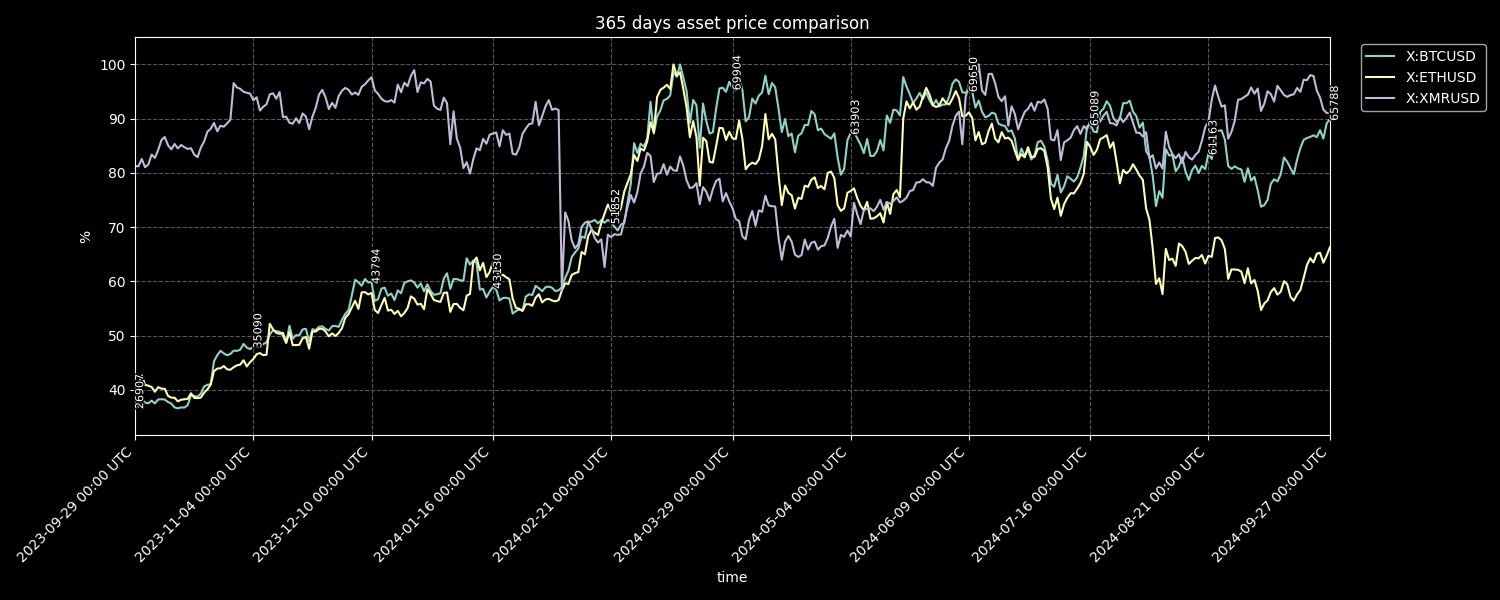 365 days asset price comparison
X:BTCUSD
X:ETHUSD
X:XMRUSD
%
100
90
80
70
60
50
40
26907
35090
43794
43130
51852
69904
63903
69650
65089
61163
65788
2023-09-29 00:00 UTC
2023-11-04 00:00 UTC
2023-12-10 00:00 UTC
2024-01-16 00:00 UTC
2024-02-21 00:00 UTC
2024-03-29 00:00 UTC
2024-05-04 00:00 UTC
2024-06-09 00:00 UTC
2024-07-16 00:00 UTC
2024-08-21 00:00 UTC
2024-09-27 00:00 UTC
time